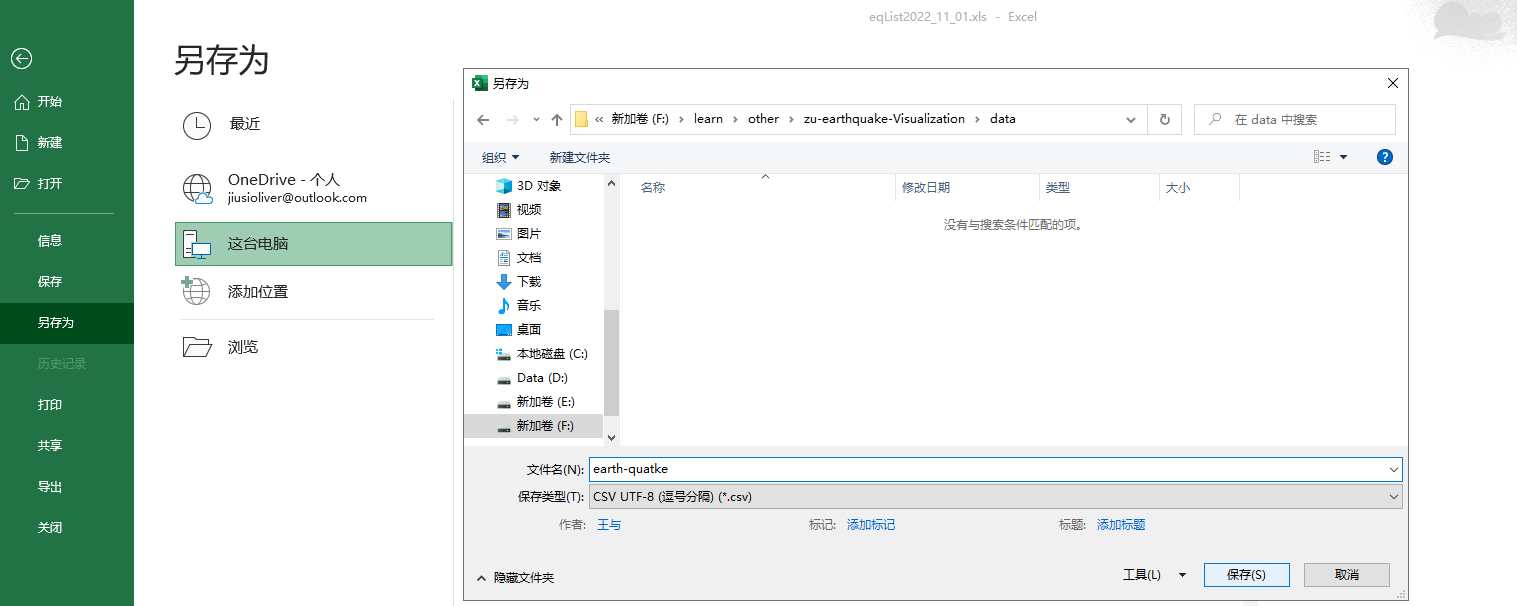 eqList2022_11_01.xls - Excel
开始
新建
打开
信息
保存
另存为
历史记录
打印
共享
导出
关闭
另存为
最近
OneDrive - 个人
jiusioliver@outlook.com
这台电脑
添加位置
浏览
另存为
« 新加卷 (F:) › learn › other › zu-earthquake-Visualization › data
在 data 中搜索
组织 新建文件夹
名称 修改日期 类型 大小
没有与搜索条件匹配的项。
3D 对象
视频
图片
文档
下载
音乐
桌面
本地磁盘 (C:)
Data (D:)
新加卷 (E:)
新加卷 (F:)
文件名(N): earth-quatke
保存类型(T): CSV UTF-8 (逗号分隔) (*.csv)
作者: 王与 标记: 添加标记 标题: 添加标题
隐藏文件夹 工具(L) 保存(S) 取消